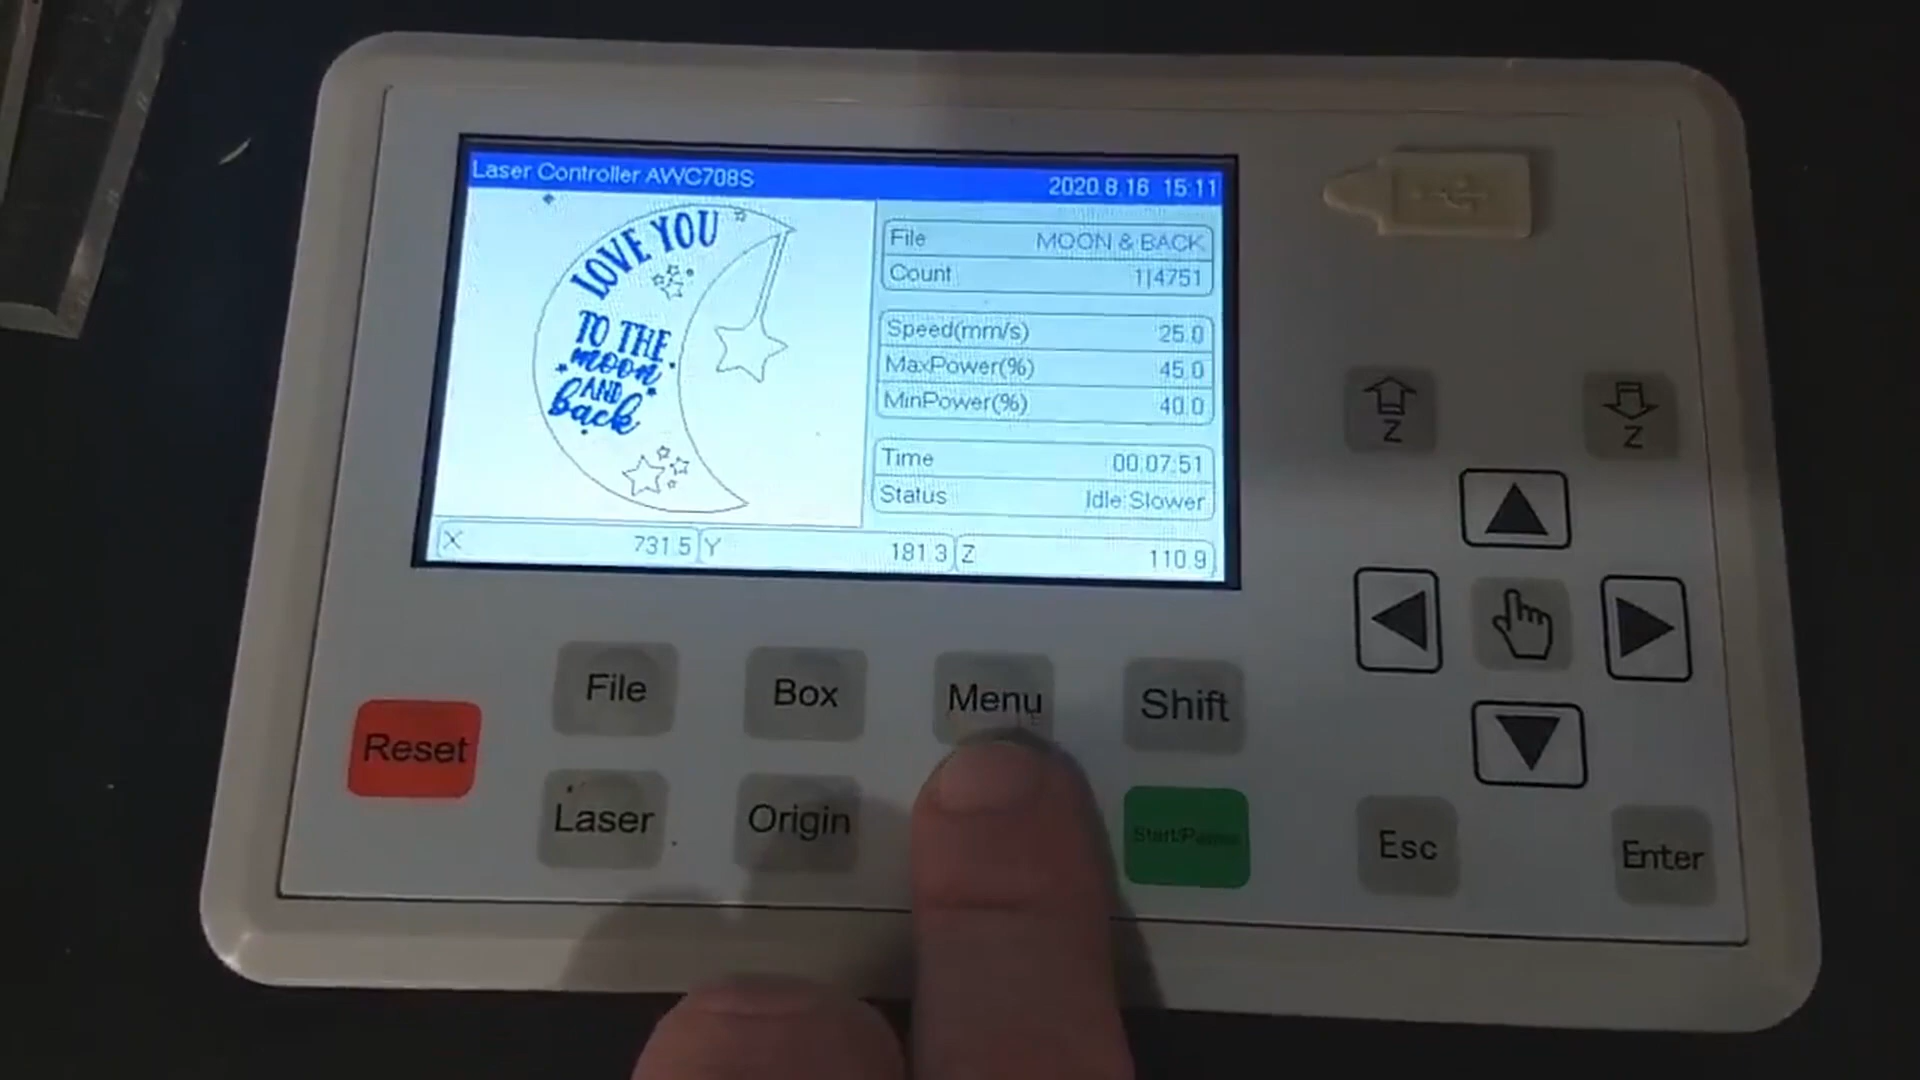 Laser Controller AWC708S
2020.8.16 15:11
LOVE YOU
TO THE
moon
AND
back
File MOON & BACK
Count 1|4751
Speed(mm/s) 25.0
MaxPower(%) 45.0
MinPower(%) 40.0
Time 00:07:51
Status Idle:Slower
X 731.5 Y 181.3 Z 110.9
Z Z
File Box Menu Shift
Reset
Laser Origin Start/Pause Esc Enter